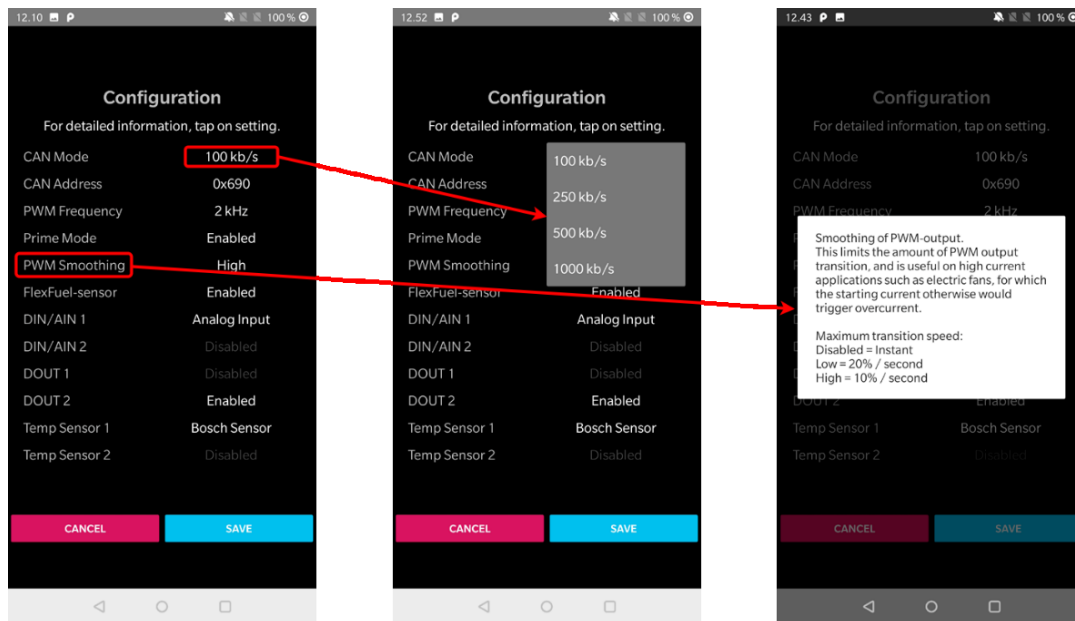 12.10 100 %
Configuration
For detailed information, tap on setting.
CAN Mode 100 kb/s
CAN Address 0x690
PWM Frequency 2 kHz
Prime Mode Enabled
PWM Smoothing High
FlexFuel-sensor Enabled
DIN/AIN 1 Analog Input
DIN/AIN 2 Disabled
DOUT 1 Disabled
DOUT 2 Enabled
Temp Sensor 1 Bosch Sensor
Temp Sensor 2 Disabled
CANCEL SAVE
12.52 100 %
Configuration
For detailed information, tap on setting.
CAN Mode 100 kb/s
CAN Address
250 kb/s
PWM Frequency
Prime Mode 500 kb/s
PWM Smoothing 1000 kb/s
FlexFuel-sensor Enabled
DIN/AIN 1 Analog Input
DIN/AIN 2 Disabled
DOUT 1 Disabled
DOUT 2 Enabled
Temp Sensor 1 Bosch Sensor
Temp Sensor 2 Disabled
CANCEL SAVE
12.43 100 %
Configuration
For detailed information, tap on setting.
CAN Mode 100 kb/s
CAN Address 0x690
PWM Frequency 2 kHz
Smoothing of PWM-output.
This limits the amount of PWM output
transition, and is useful on high current
applications such as electric fans, for which
the starting current otherwise would
trigger overcurrent.
Maximum transition speed:
Disabled = Instant
Low = 20% / second
High = 10% / second
DOUT 2 Enabled
Temp Sensor 1 Bosch Sensor
Temp Sensor 2 Disabled
CANCEL SAVE